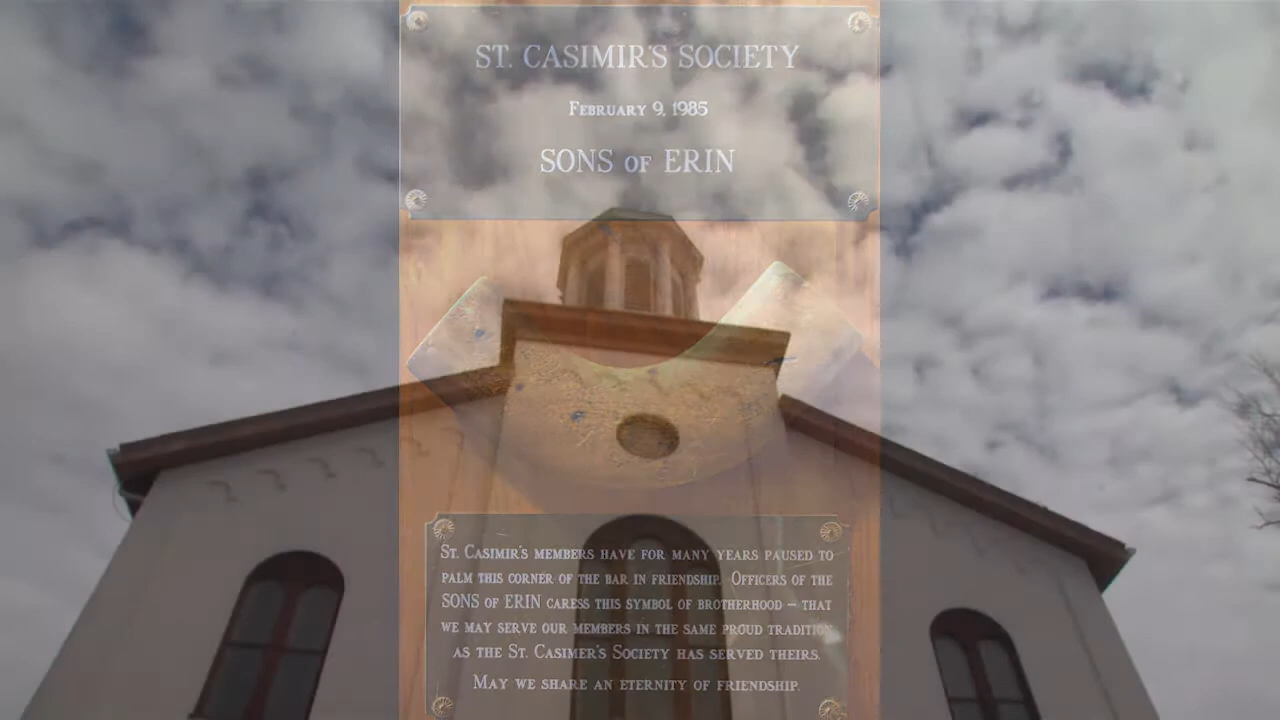 ST. CASIMIR'S SOCIETY
FEBRUARY 9, 1985
SONS OF ERIN
ST. CASIMIR'S MEMBERS HAVE FOR MANY YEARS PAUSED TO
PALM THIS CORNER OF THE BAR IN FRIENDSHIP. OFFICERS OF THE
SONS OF ERIN CARESS THIS SYMBOL OF BROTHERHOOD – THAT
WE MAY SERVE OUR MEMBERS IN THE SAME PROUD TRADITION
AS THE ST. CASIMER'S SOCIETY HAS SERVED THEIRS.
MAY WE SHARE AN ETERNITY OF FRIENDSHIP.